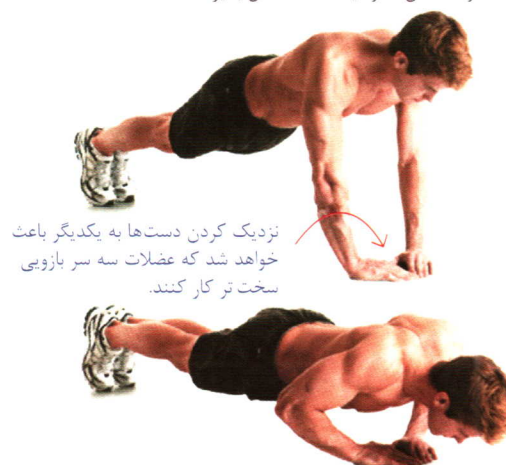 نزدیک کردن دست‌ها به یکدیگر باعث
خواهد شد که عضلات سه سر بازویی
سخت تر کار کنند.